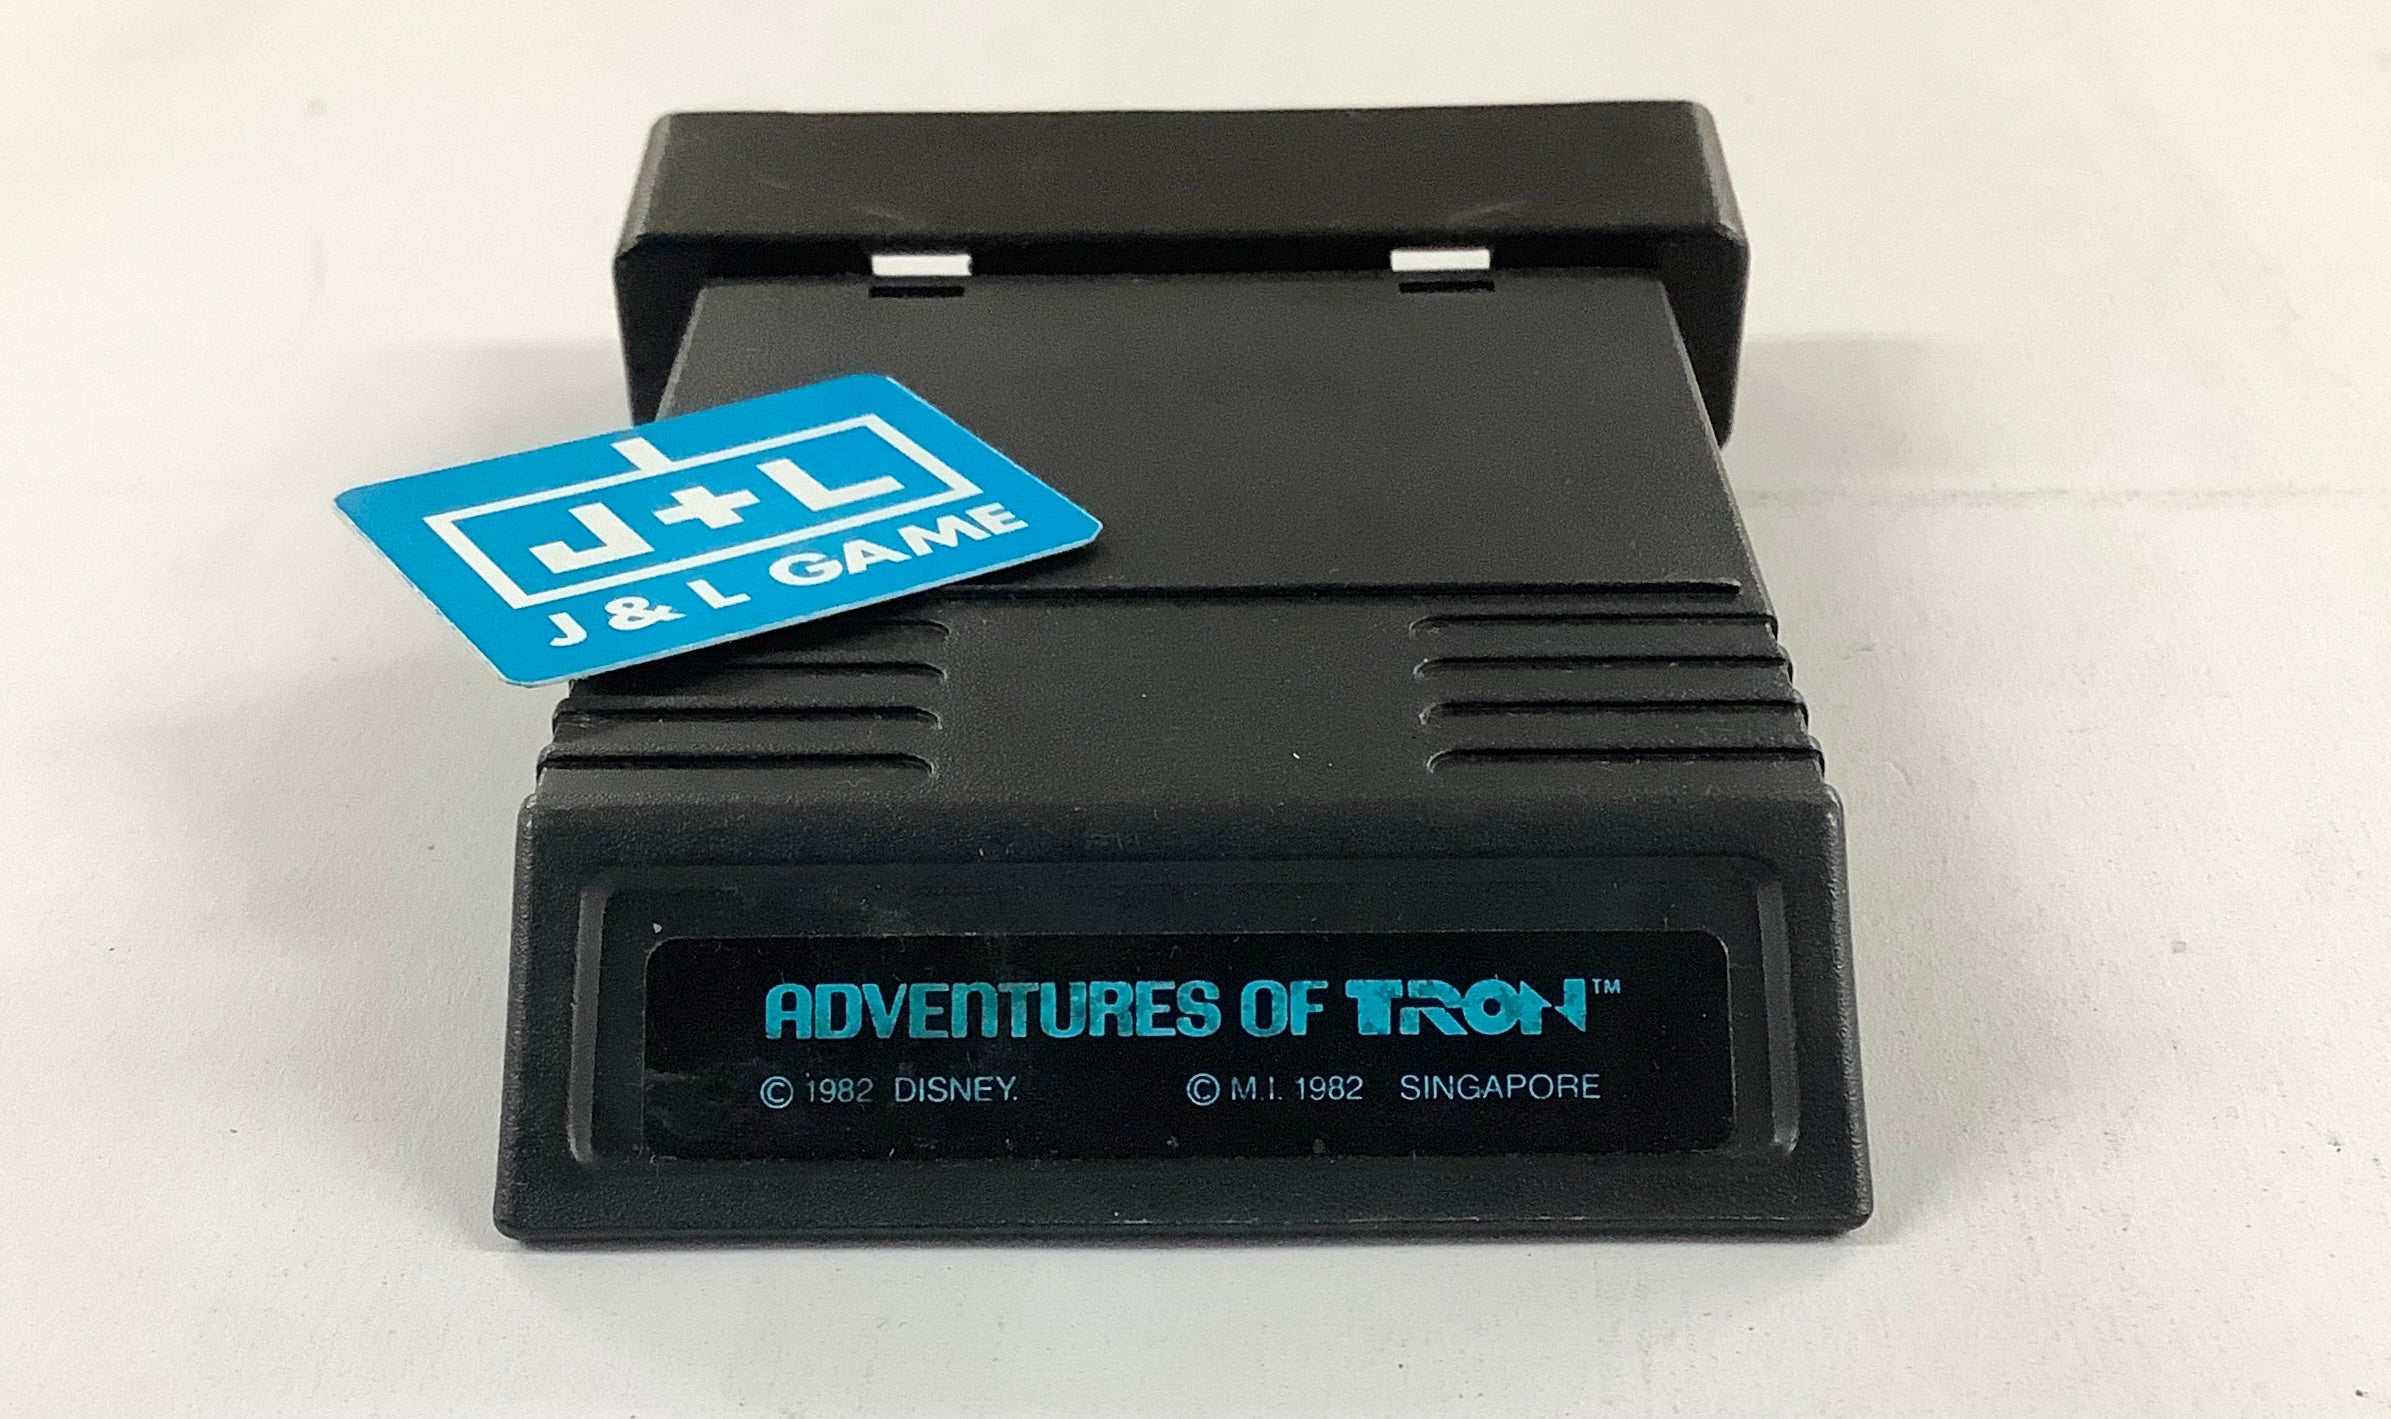 J+L
J & L GAME
ADVENTURES OF TRON™
© 1982 DISNEY. © M.I. 1982 SINGAPORE